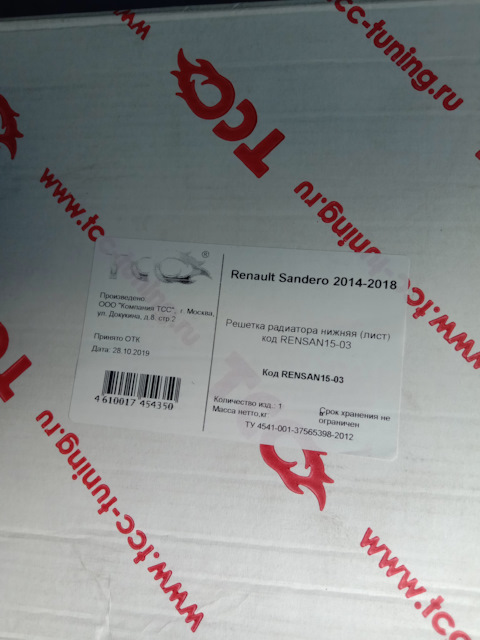 www
tcc-tuning.ru
TCC
www.tcc-tuning.ru
TCC
®
Произведено:
ООО "Компания ТСС", г. Москва,
ул. Докукина, д.8, стр 2
Принято ОТК
Дата: 28.10.2019
4 610017 454350
Renault Sandero 2014-2018
Решетка радиатора нижняя (лист)
код RENSAN15-03
Код RENSAN15-03
Количество изд.: 1
Масса нетто,кг
Срок хранения не
ограничен
ТУ 4541-001-37565398-2012
www.tcc-tuning.ru
www.tcc-tu